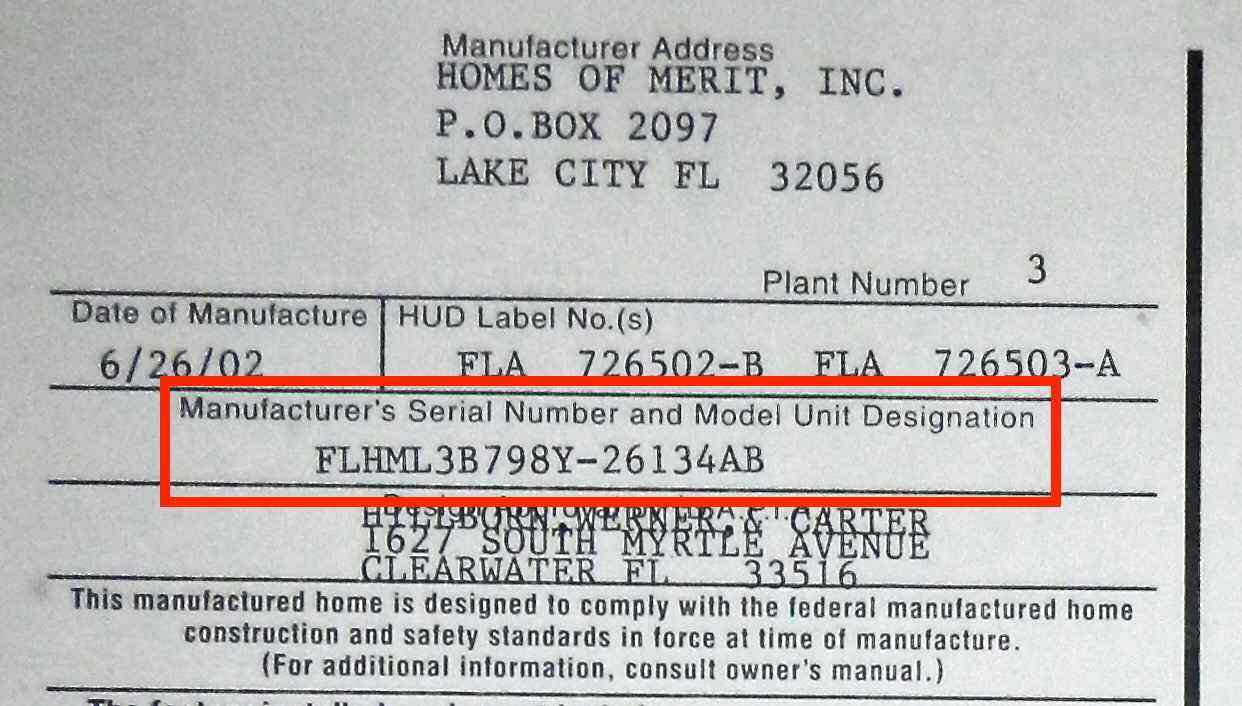 Manufacturer Address
HOMES OF MERIT, INC.
P.O.BOX 2097
LAKE CITY FL 32056
Plant Number 3
Date of Manufacture HUD Label No.(s)
6/26/02 FLA 726502-B FLA 726503-A
Manufacturer's Serial Number and Model Unit Designation
FLHML3B798Y-26134AB
HILLBORN,WERNER,& CARTER
1627 SOUTH MYRTLE AVENUE
CLEARWATER FL 33516
This manufactured home is designed to comply with the federal manufactured home
construction and safety standards in force at time of manufacture.
(For additional information, consult owner's manual.)